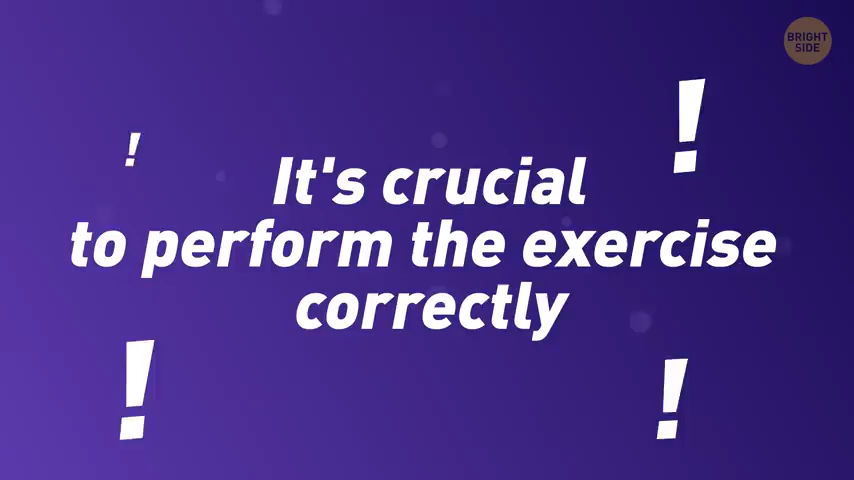 BRIGHT
SIDE
!
!
It's crucial
to perform the exercise
correctly
!
!